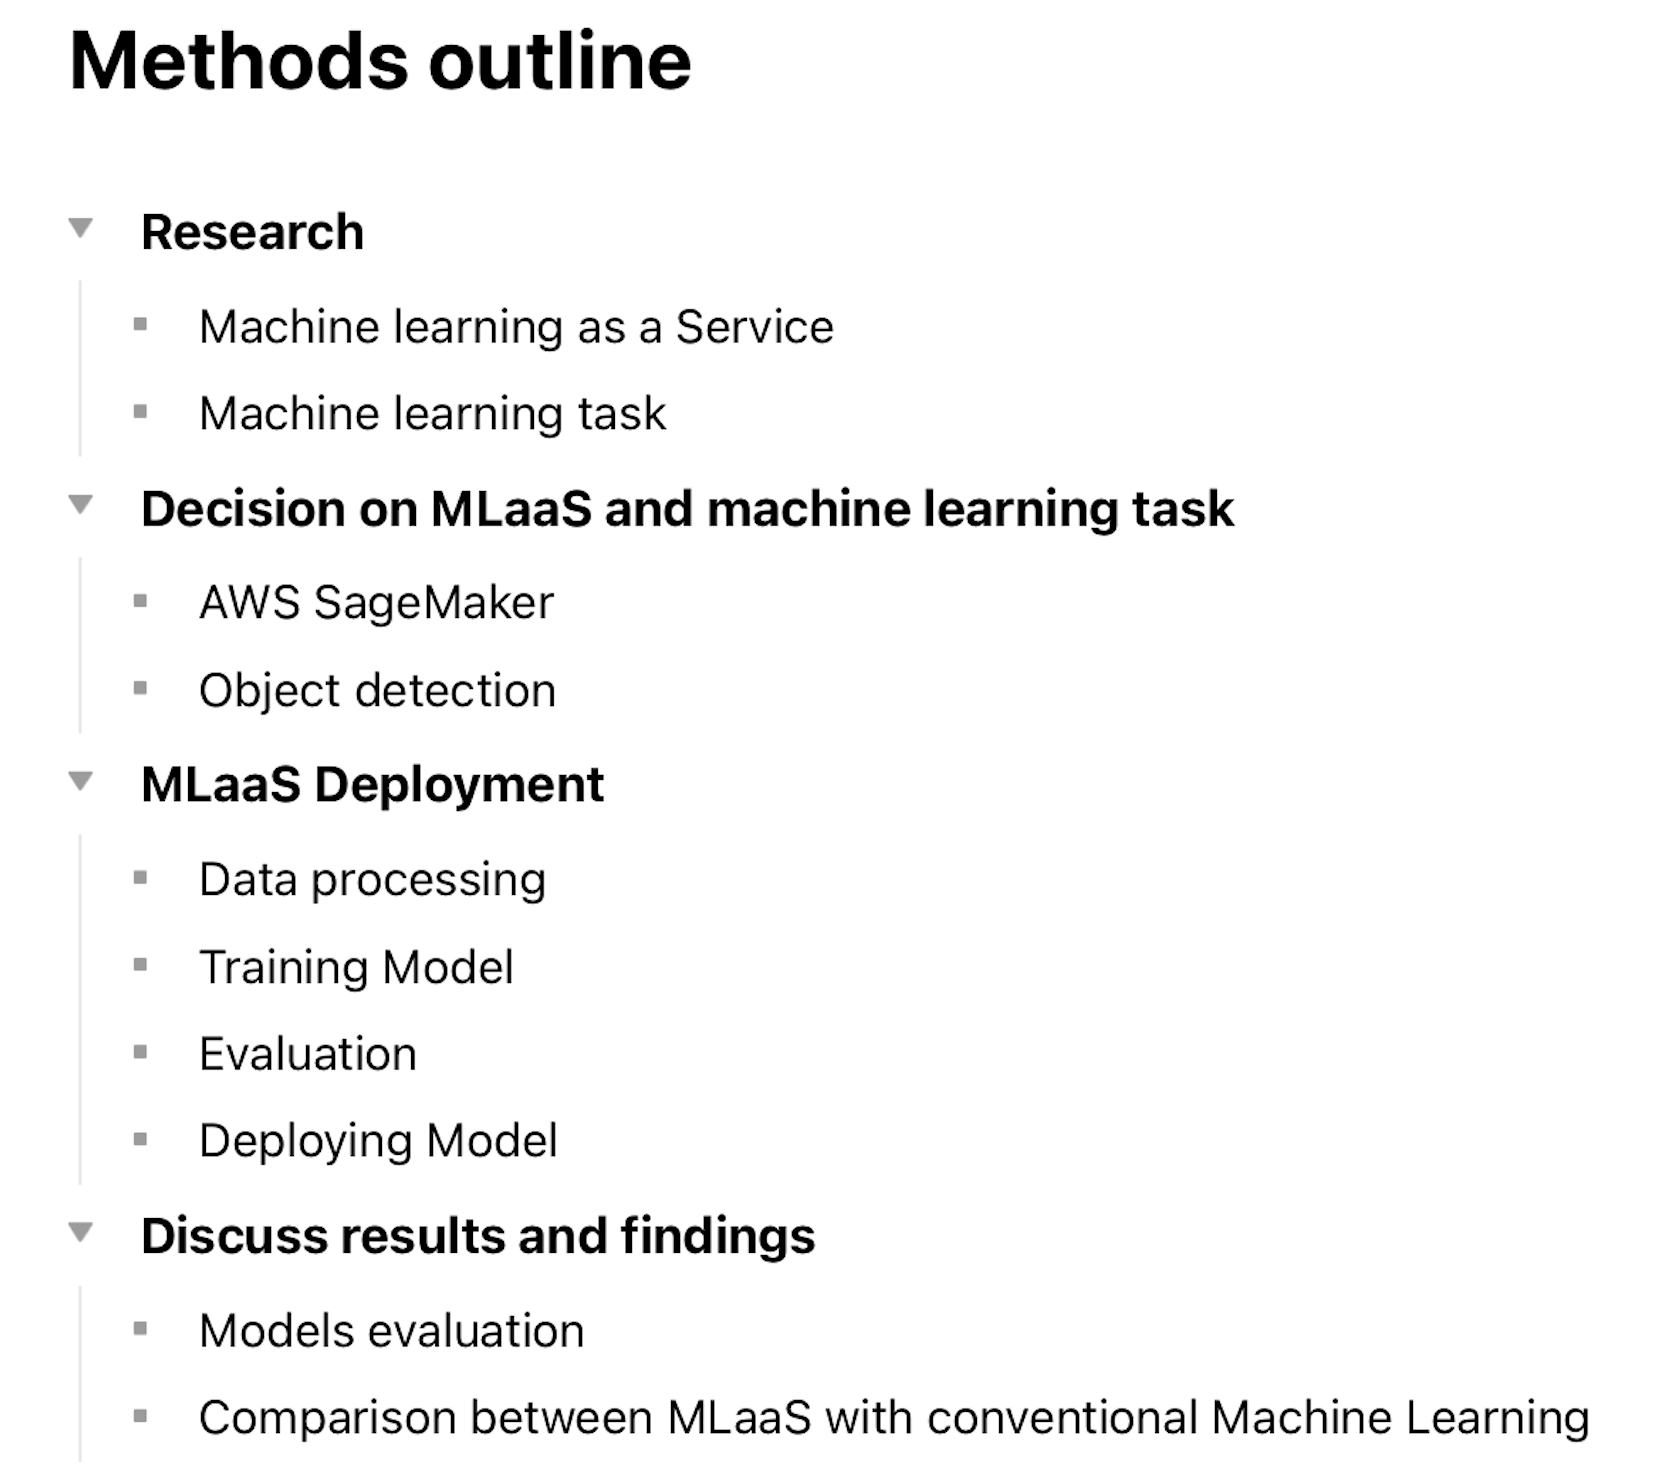 Methods outline
Research
Machine learning as a Service
Machine learning task
Decision on MLaaS and machine learning task
AWS SageMaker
Object detection
MLaaS Deployment
Data processing
Training Model
Evaluation
Deploying Model
Discuss results and findings
Models evaluation
Comparison between MLaaS with conventional Machine Learning